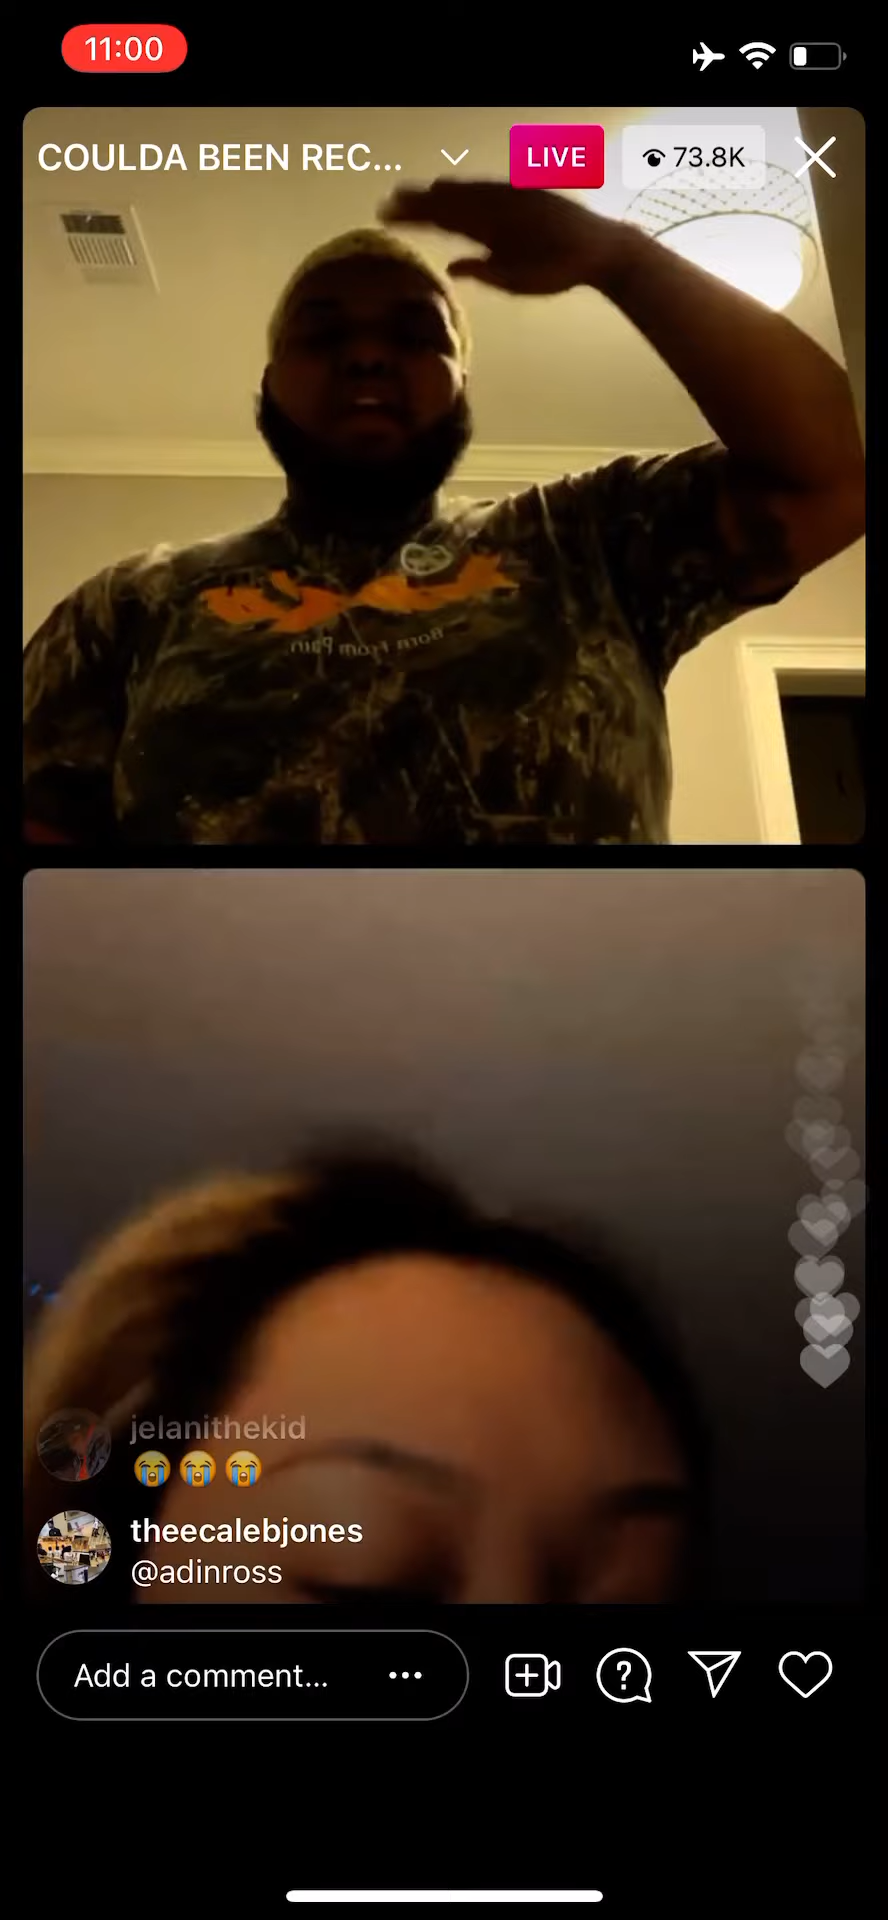 11:00
COULDA BEEN REC...
LIVE
73.8K
Born From Pain
jelanithekid
😭😭😭
theecalebjones
@adinross
Add a comment...